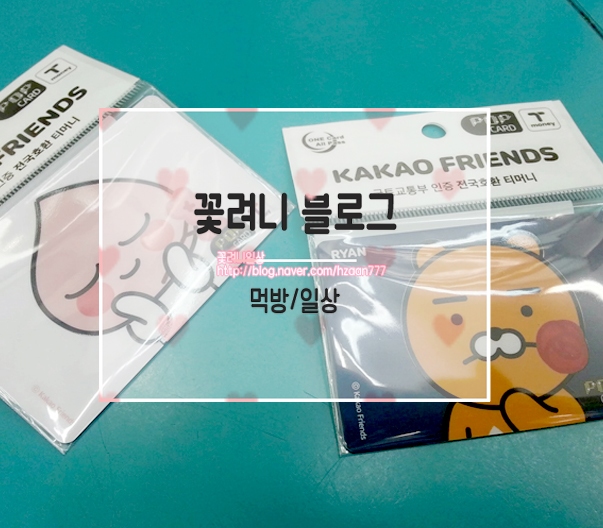 POP
CARD
T
money
FRIENDS
인증 전국호환 티머니
© Kakao Friends
ONE Card
All Pass
POP
CARD
T
money
KAKAO FRIENDS
국토교통부 인증 전국호환 티머니
RYAN
© Kakao Friends
꽃려니 블로그
꽃려니일상
http://blog.naver.com/hzaan777
먹방/일상